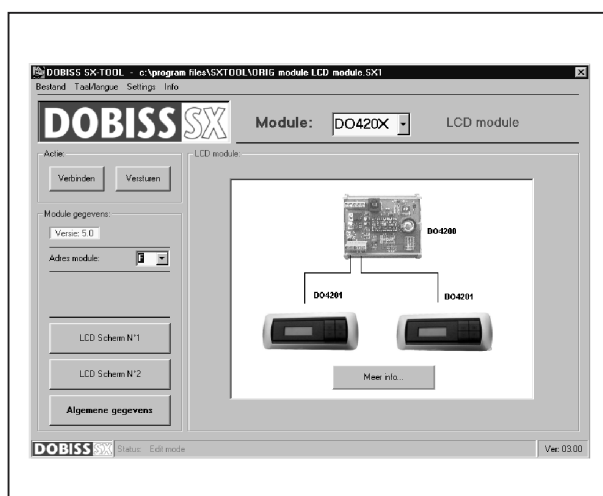 DOBISS SX-TOOL - c:\program files\SXTOOL\ORIG module LCD module.SX1
Bestand Taal/langue Settings Info
DOBISS SX
Module: DO420X
LCD module
Actie:
Verbinden Versturen
Module gegevens:
Versie: 5.0
Adres module: F
LCD Scherm N°1
LCD Scherm N°2
Algemene gegevens
LCD module:
DO4200
DO4201 DO4201
Meer info...
DOBISS SX Status: Edit mode Ver: 03.00